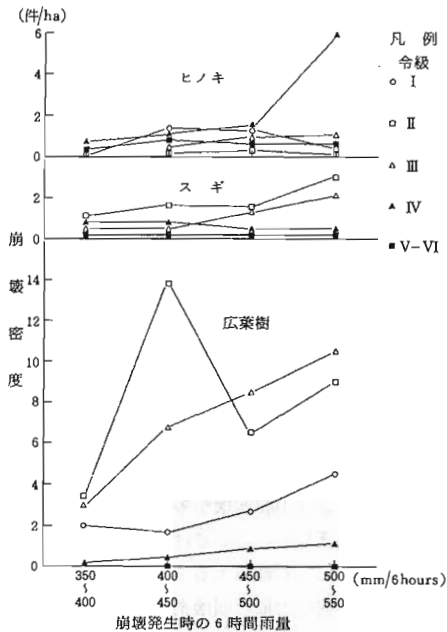 (件/ha)
凡 例
令級
○ I
□ II
△ III
▲ IV
■ V-VI
6
4
2
0
ヒノキ
2
0
スギ
崩壊密度
14
12
10
8
6
4
2
0
広葉樹
350 400 450 500
〜 〜 〜 〜
400 450 500 550
(mm/6hours)
崩壊発生時の6時間雨量